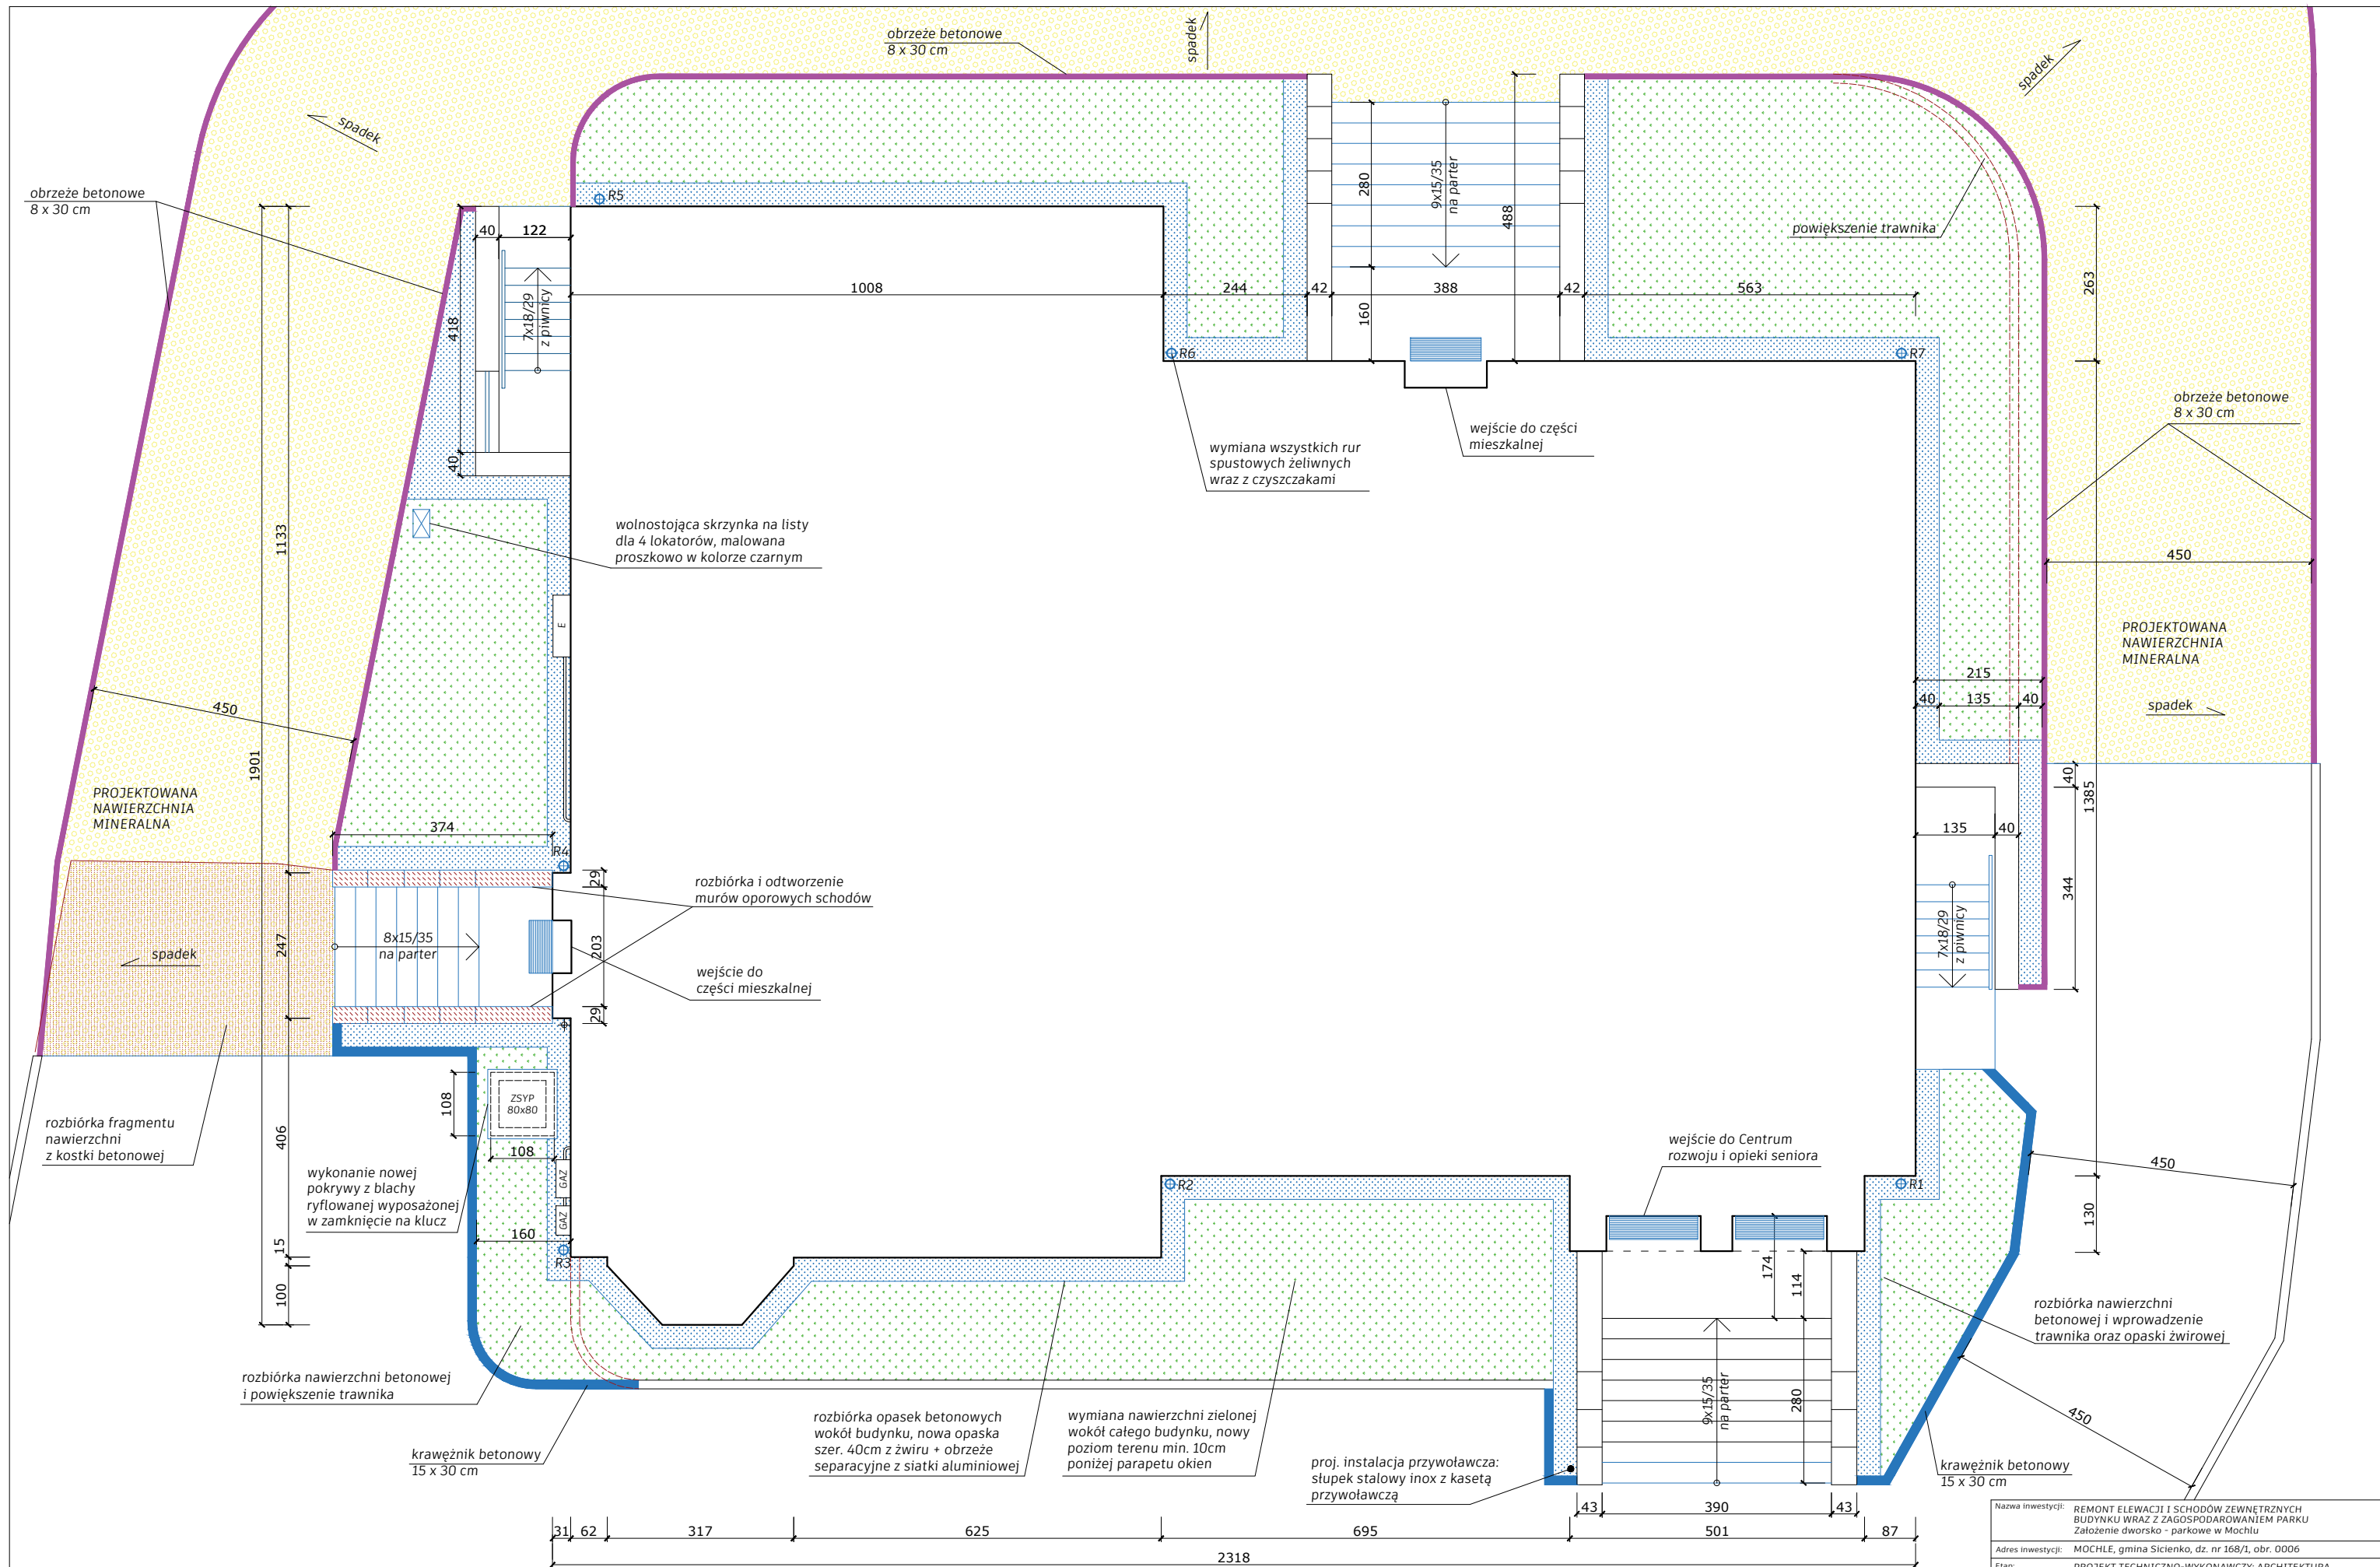 obrzeże betonowe
8 x 30 cm
spadek
spadek
spadek
obrzeże betonowe
8 x 30 cm
R5
40
122
280
9x15/35
na parter
488
powiększenie trawnika
263
418
7x18/29
z piwnicy
1008
244
42
388
42
563
160
R6
R7
40
wejście do części
mieszkalnej
obrzeże betonowe
8 x 30 cm
wymiana wszystkich rur
spustowych żeliwnych
wraz z czyszczakami
wolnostojąca skrzynka na listy
dla 4 lokatorów, malowana
proszkowo w kolorze czarnym
1133
450
E
PROJEKTOWANA
NAWIERZCHNIA
MINERALNA
215
40
135
40
spadek
450
1901
PROJEKTOWANA
NAWIERZCHNIA
MINERALNA
374
R4
40
1385
135
40
344
29
rozbiórka i odtworzenie
murów oporowych schodów
8x15/35
na parter
spadek
247
203
7x18/29
z piwnicy
wejście do
części mieszkalnej
29
108
ZSYP
80x80
rozbiórka fragmentu
nawierzchni
z kostki betonowej
406
108
wejście do Centrum
rozwoju i opieki seniora
450
wykonanie nowej
pokrywy z blachy
ryflowanej wyposażonej
w zamknięcie na klucz
GAZ
GAZ
R2
R1
130
160
15
R3
174
114
100
rozbiórka nawierzchni
betonowej i wprowadzenie
trawnika oraz opaski żwirowej
rozbiórka nawierzchni betonowej
i powiększenie trawnika
9x15/35
na parter
280
450
rozbiórka opasek betonowych
wokół budynku, nowa opaska
szer. 40cm z żwiru + obrzeże
separacyjne z siatki aluminiowej
wymiana nawierzchni zielonej
wokół całego budynku, nowy
poziom terenu min. 10cm
poniżej parapetu okien
krawężnik betonowy
15 x 30 cm
proj. instalacja przywoławcza:
słupek stalowy inox z kasetą
przywoławczą
krawężnik betonowy
15 x 30 cm
43
390
43
31
62
317
625
695
501
87
2318
Nazwa inwestycji: REMONT ELEWACJI I SCHODÓW ZEWNĘTRZNYCH
BUDYNKU WRAZ Z ZAGOSPODAROWANIEM PARKU
Założenie dworsko - parkowe w Mochlu
Adres inwestycji: MOCHLE, gmina Sicienko, dz. nr 168/1, obr. 0006
Etap: PROJEKT TECHNICZNO-WYKONAWCZY: ARCHITEKTURA